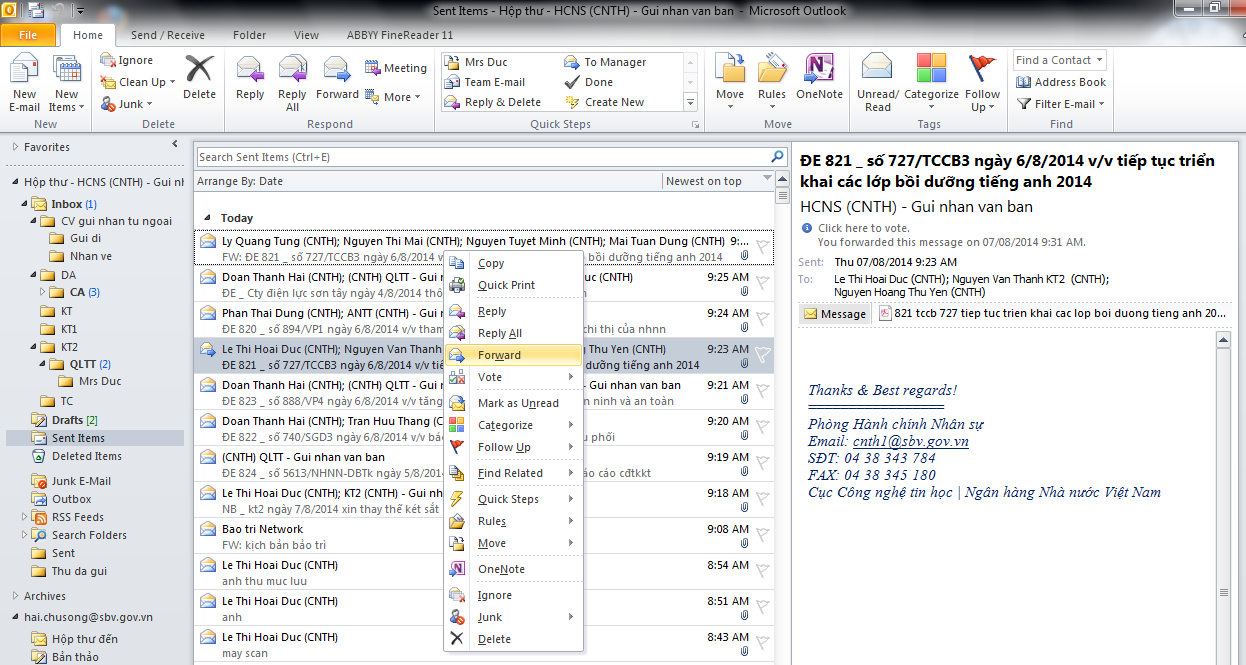 Sent Items - Hộp thư - HCNS (CNTH) - Gui nhan van ban - Microsoft Outlook
File Home Send / Receive Folder View ABBYY FineReader 11
New E-mail
New Items
New
Ignore
Clean Up
Junk
Delete
Delete
Reply
Reply All
Forward
Meeting
More
Respond
Mrs Duc
Team E-mail
Reply & Delete
To Manager
Done
Create New
Quick Steps
Move
Rules
OneNote
Move
Unread/ Read
Categorize
Follow Up
Tags
Find a Contact
Address Book
Filter E-mail
Find
Favorites
Hộp thư - HCNS (CNTH) - Gui nh
Inbox (1)
CV gui nhan tu ngoai
Gui di
Nhan ve
DA
CA (3)
KT
KT1
KT2
QLTT (2)
Mrs Duc
TC
Drafts [2]
Sent Items
Deleted Items
Junk E-Mail
Outbox
RSS Feeds
Search Folders
Sent
Thu da gui
Archives
hai.chusong@sbv.gov.vn
Hộp thư đến
Bản thảo
Search Sent Items (Ctrl+E)
Arrange By: Date Newest on top
Today
Ly Quang Tung (CNTH); Nguyen Thi Mai (CNTH); Nguyen Tuyet Minh (CNTH); Mai Tuan Dung (CNTH) 9:...
FW: ĐE 821 _ số 727/TCCB3 ngày 6/8/2014 v bồi dưỡng tiếng anh 2014
Doan Thanh Hai (CNTH); (CNTH) QLTT - Gui uc (CNTH) 9:25 AM
ĐE _ Cty điện lực sơn tây ngày 4/8/2014 thô
Phan Thai Dung (CNTH); ANTT (CNTH) - Gui 9:24 AM
ĐE 820 _ số 894/VP1 ngày 6/8/2014 v/v tham chỉ thị của nhnn
Le Thi Hoai Duc (CNTH); Nguyen Van Thanh g Thu Yen (CNTH) 9:23 AM
ĐE 821 _ số 727/TCCB3 ngày 6/8/2014 v/v tiế dưỡng tiếng anh 2014
Doan Thanh Hai (CNTH); (CNTH) QLTT - Gui - Gui nhan van ban 9:21 AM
ĐE 823 _ số 888/VP4 ngày 6/8/2014 v/v tăng n ninh và an toàn
Doan Thanh Hai (CNTH); Tran Huu Thang (C 9:20 AM
ĐE 822 _ số 740/SGD3 ngày 6/8/2014 v/v bá u phối
(CNTH) QLTT - Gui nhan van ban 9:19 AM
ĐE 824 _ số 5613/NHNN-DBTk ngày 5/8/2014 áo cáo cđtkkt
Le Thi Hoai Duc (CNTH); KT2 (CNTH) - Gui nh 9:18 AM
NB _ kt2 ngày 7/8/2014 xin thay thế két sắt
Bao tri Network 9:08 AM
FW: kịch bản bảo trì
Le Thi Hoai Duc (CNTH) 8:54 AM
anh thu muc luu
Le Thi Hoai Duc (CNTH) 8:51 AM
anh
Le Thi Hoai Duc (CNTH) 8:43 AM
may scan
Copy
Quick Print
Reply
Reply All
Forward
Vote
Mark as Unread
Categorize
Follow Up
Find Related
Quick Steps
Rules
Move
OneNote
Ignore
Junk
Delete
ĐE 821 _ số 727/TCCB3 ngày 6/8/2014 v/v tiếp tục triển
khai các lớp bồi dưỡng tiếng anh 2014
HCNS (CNTH) - Gui nhan van ban
Click here to vote.
You forwarded this message on 07/08/2014 9:31 AM.
Sent: Thu 07/08/2014 9:23 AM
To: Le Thi Hoai Duc (CNTH); Nguyen Van Thanh KT2 (CNTH);
Nguyen Hoang Thu Yen (CNTH)
Message 821 tccb 727 tiep tuc trien khai cac lop boi duong tieng anh 20...
Thanks & Best regards!
=================
Phòng Hành chính Nhân sự
Email: cnth1@sbv.gov.vn
SĐT: 04 38 343 784
FAX: 04 38 345 180
Cục Công nghệ tin học | Ngân hàng Nhà nước Việt Nam